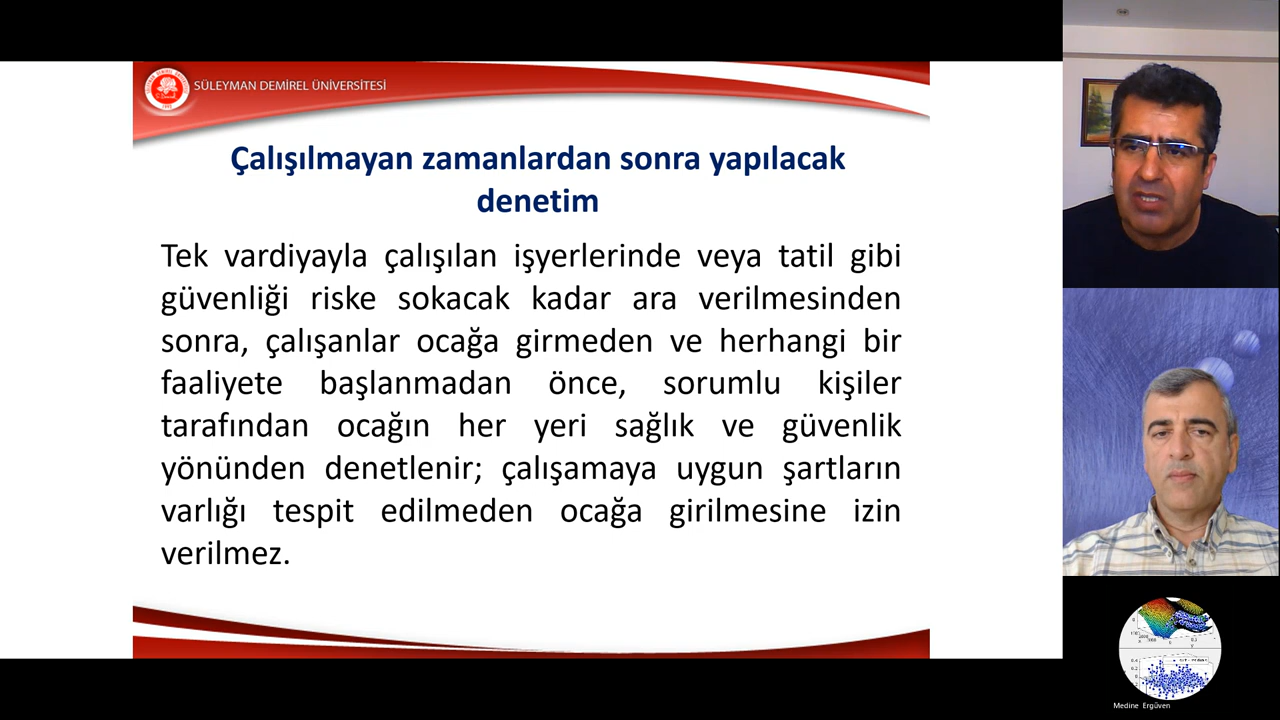 SÜLEYMAN DEMİREL ÜNİVERSİTESİ
Çalışılmayan zamanlardan sonra yapılacak
denetim
Tek vardiyayla çalışılan işyerlerinde veya tatil gibi
güvenliği riske sokacak kadar ara verilmesinden
sonra, çalışanlar ocağa girmeden ve herhangi bir
faaliyete başlanmadan önce, sorumlu kişiler
tarafından ocağın her yeri sağlık ve güvenlik
yönünden denetlenir; çalışamaya uygun şartların
varlığı tespit edilmeden ocağa girilmesine izin
verilmez.
Medine Ergüven